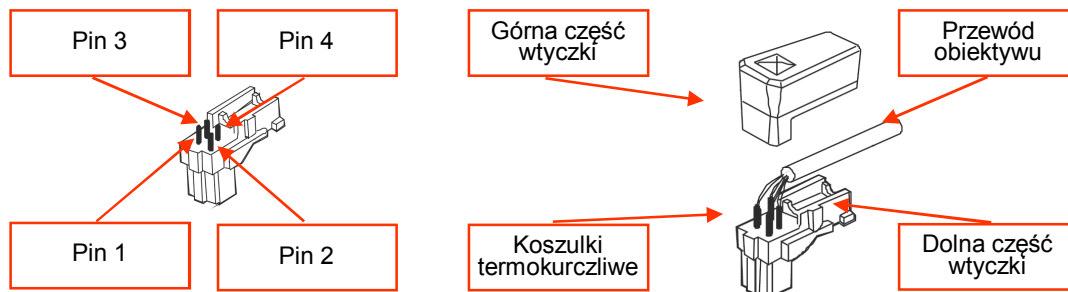 Pin 3
Pin 4
Pin 1
Pin 2
Górna część
wtyczki
Przewód
obiektywu
Koszulki
termokurczliwe
Dolna część
wtyczki